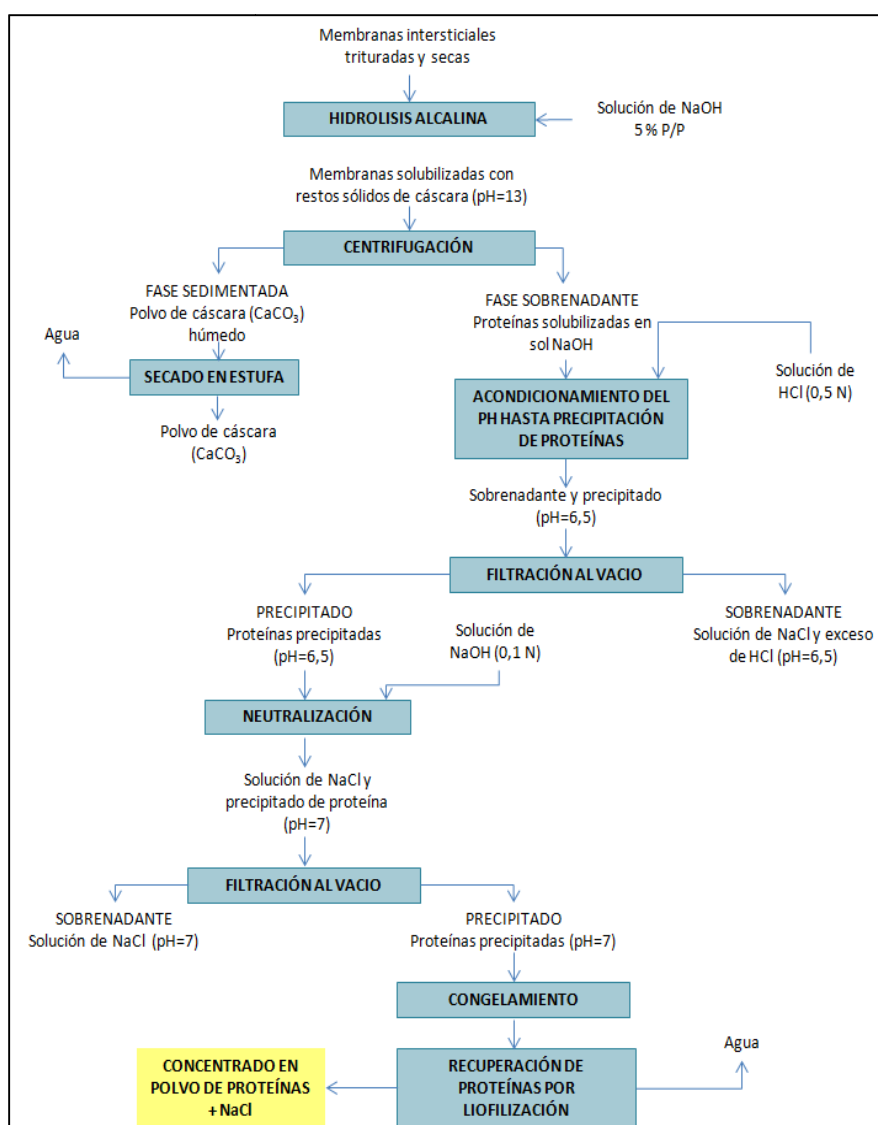 Membranas intersticiales
trituradas y secas
HIDROLISIS ALCALINA
Solución de NaOH
5 % P/P
Membranas solubilizadas con
restos sólidos de cáscara (pH=13)
CENTRIFUGACIÓN
FASE SEDIMENTADA
Polvo de cáscara (CaCO₃)
húmedo
FASE SOBRENADANTE
Proteínas solubilizadas en
sol NaOH
Agua
SECADO EN ESTUFA
Solución de
HCl (0,5 N)
ACONDICIONAMIENTO DEL
PH HASTA PRECIPITACIÓN
DE PROTEÍNAS
Polvo de cáscara
(CaCO₃)
Sobrenadante y precipitado
(pH=6,5)
FILTRACIÓN AL VACIO
PRECIPITADO
Proteínas precipitadas
(pH=6,5)
Solución de
NaOH (0,1 N)
SOBRENADANTE
Solución de NaCl y exceso
de HCl (pH=6,5)
NEUTRALIZACIÓN
Solución de NaCl y
precipitado de proteína
(pH=7)
FILTRACIÓN AL VACIO
SOBRENADANTE
Solución de NaCl (pH=7)
PRECIPITADO
Proteínas precipitadas (pH=7)
CONGELAMIENTO
Agua
CONCENTRADO EN
POLVO DE PROTEÍNAS
+ NaCl
RECUPERACIÓN DE
PROTEÍNAS POR
LIOFILIZACIÓN